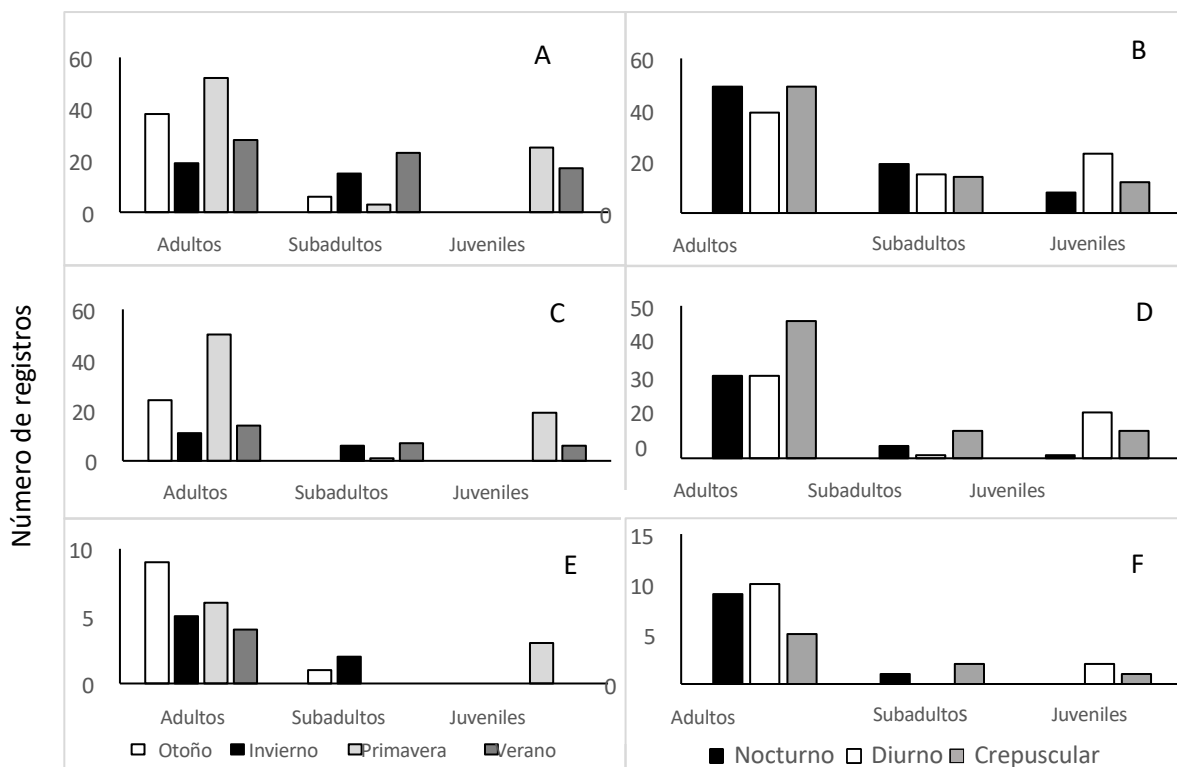 Número de registros
A
60
40
20
0
Adultos Subadultos Juveniles
B
60
40
20
0
Adultos Subadultos Juveniles
C
60
40
20
0
Adultos Subadultos Juveniles
D
50
40
30
20
0
Adultos Subadultos Juveniles
E
10
5
0
Adultos Subadultos Juveniles
Otoño Invierno Primavera Verano
F
15
10
5
0
Adultos Subadultos Juveniles
Nocturno Diurno Crepuscular